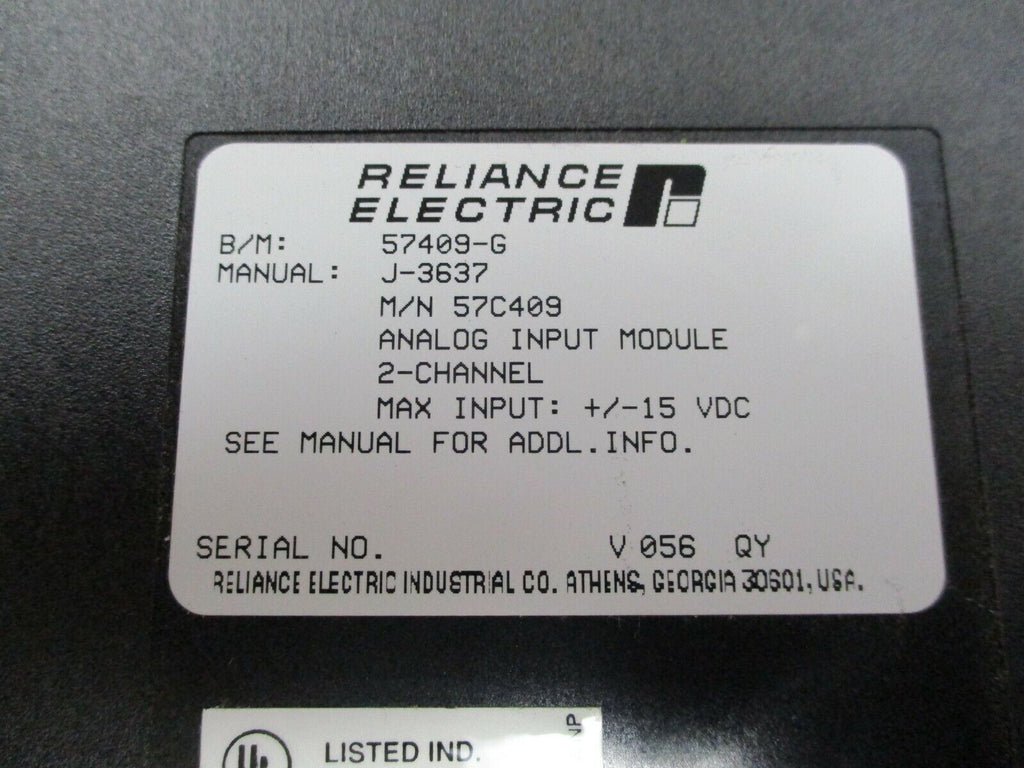 RELIANCE
ELECTRIC
B/M: 57409-G
MANUAL: J-3637
M/N 57C409
ANALOG INPUT MODULE
2-CHANNEL
MAX INPUT: +/-15 VDC
SEE MANUAL FOR ADDL.INFO.
SERIAL NO. V 056 QY
RELIANCE ELECTRIC INDUSTRIAL CO. ATHENS, GEORGIA 30601, USA.
UL LISTED IND.